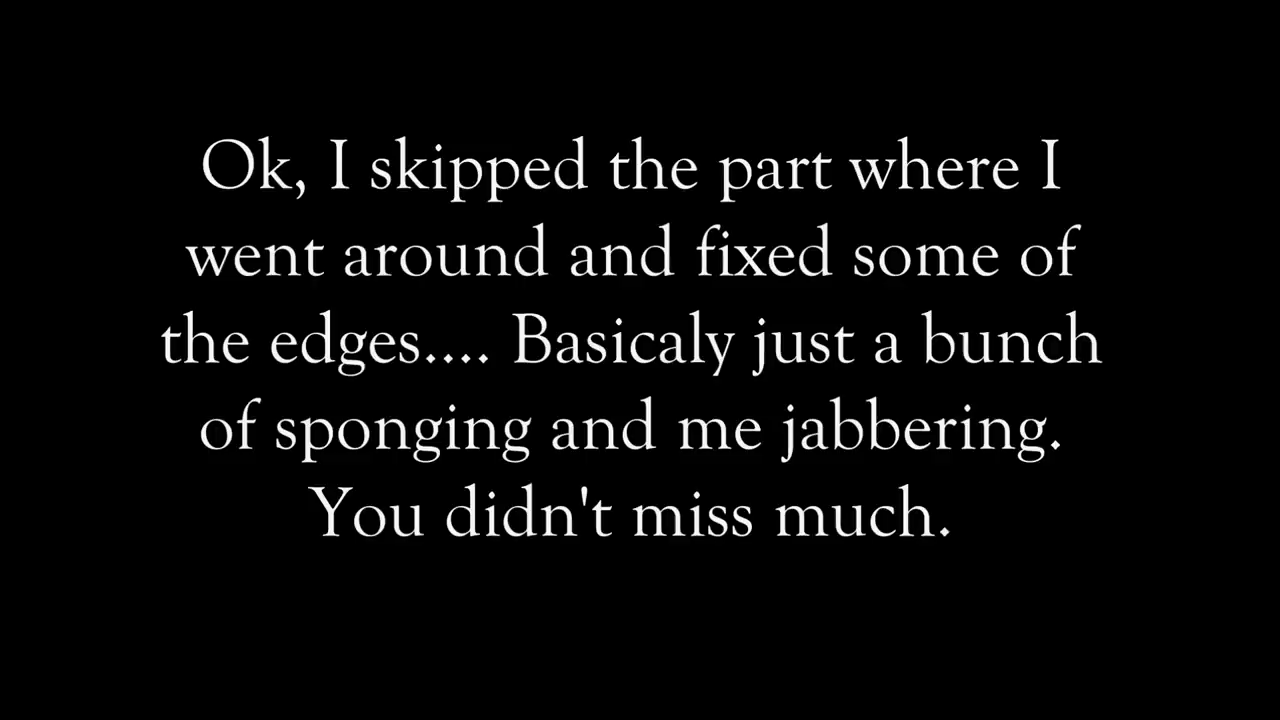 Ok, I skipped the part where I
went around and fixed some of
the edges.... Basicaly just a bunch
of sponging and me jabbering.
You didn't miss much.